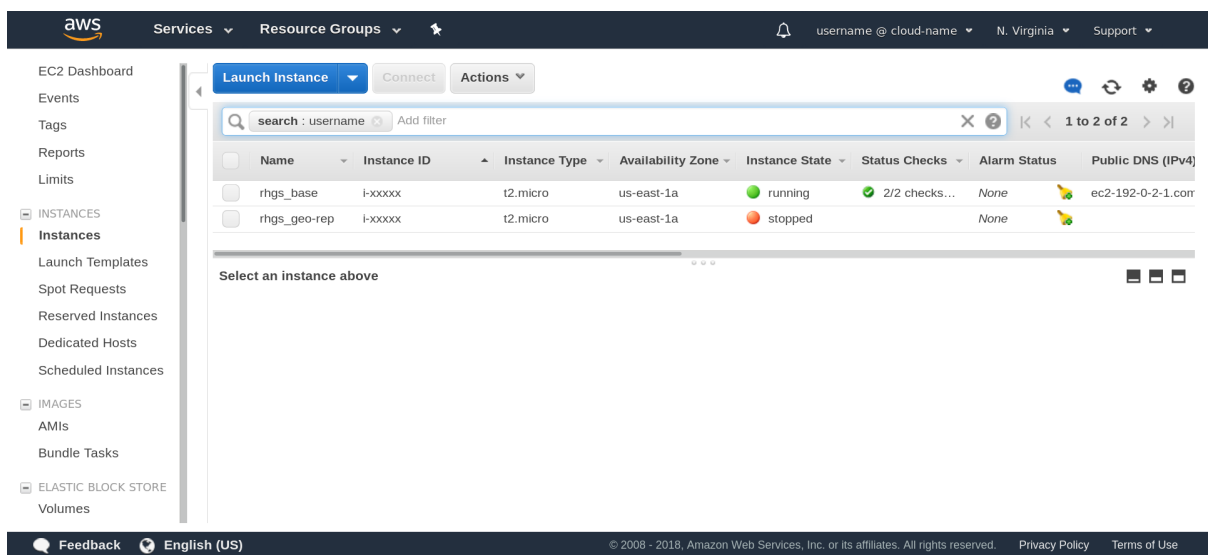 aws Services Resource Groups username @ cloud-name N. Virginia Support
EC2 Dashboard
Events
Tags
Reports
Limits
INSTANCES
Instances
Launch Templates
Spot Requests
Reserved Instances
Dedicated Hosts
Scheduled Instances
IMAGES
AMIs
Bundle Tasks
ELASTIC BLOCK STORE
Volumes
Launch Instance Connect Actions
search : username Add filter 1 to 2 of 2
Name Instance ID Instance Type Availability Zone Instance State Status Checks Alarm Status Public DNS (IPv4)
rhgs_base i-xxxxx t2.micro us-east-1a running 2/2 checks… None ec2-192-0-2-1.com
rhgs_geo-rep i-xxxxx t2.micro us-east-1a stopped None
Select an instance above
Feedback English (US) © 2008 - 2018, Amazon Web Services, Inc. or its affiliates. All rights reserved. Privacy Policy Terms of Use